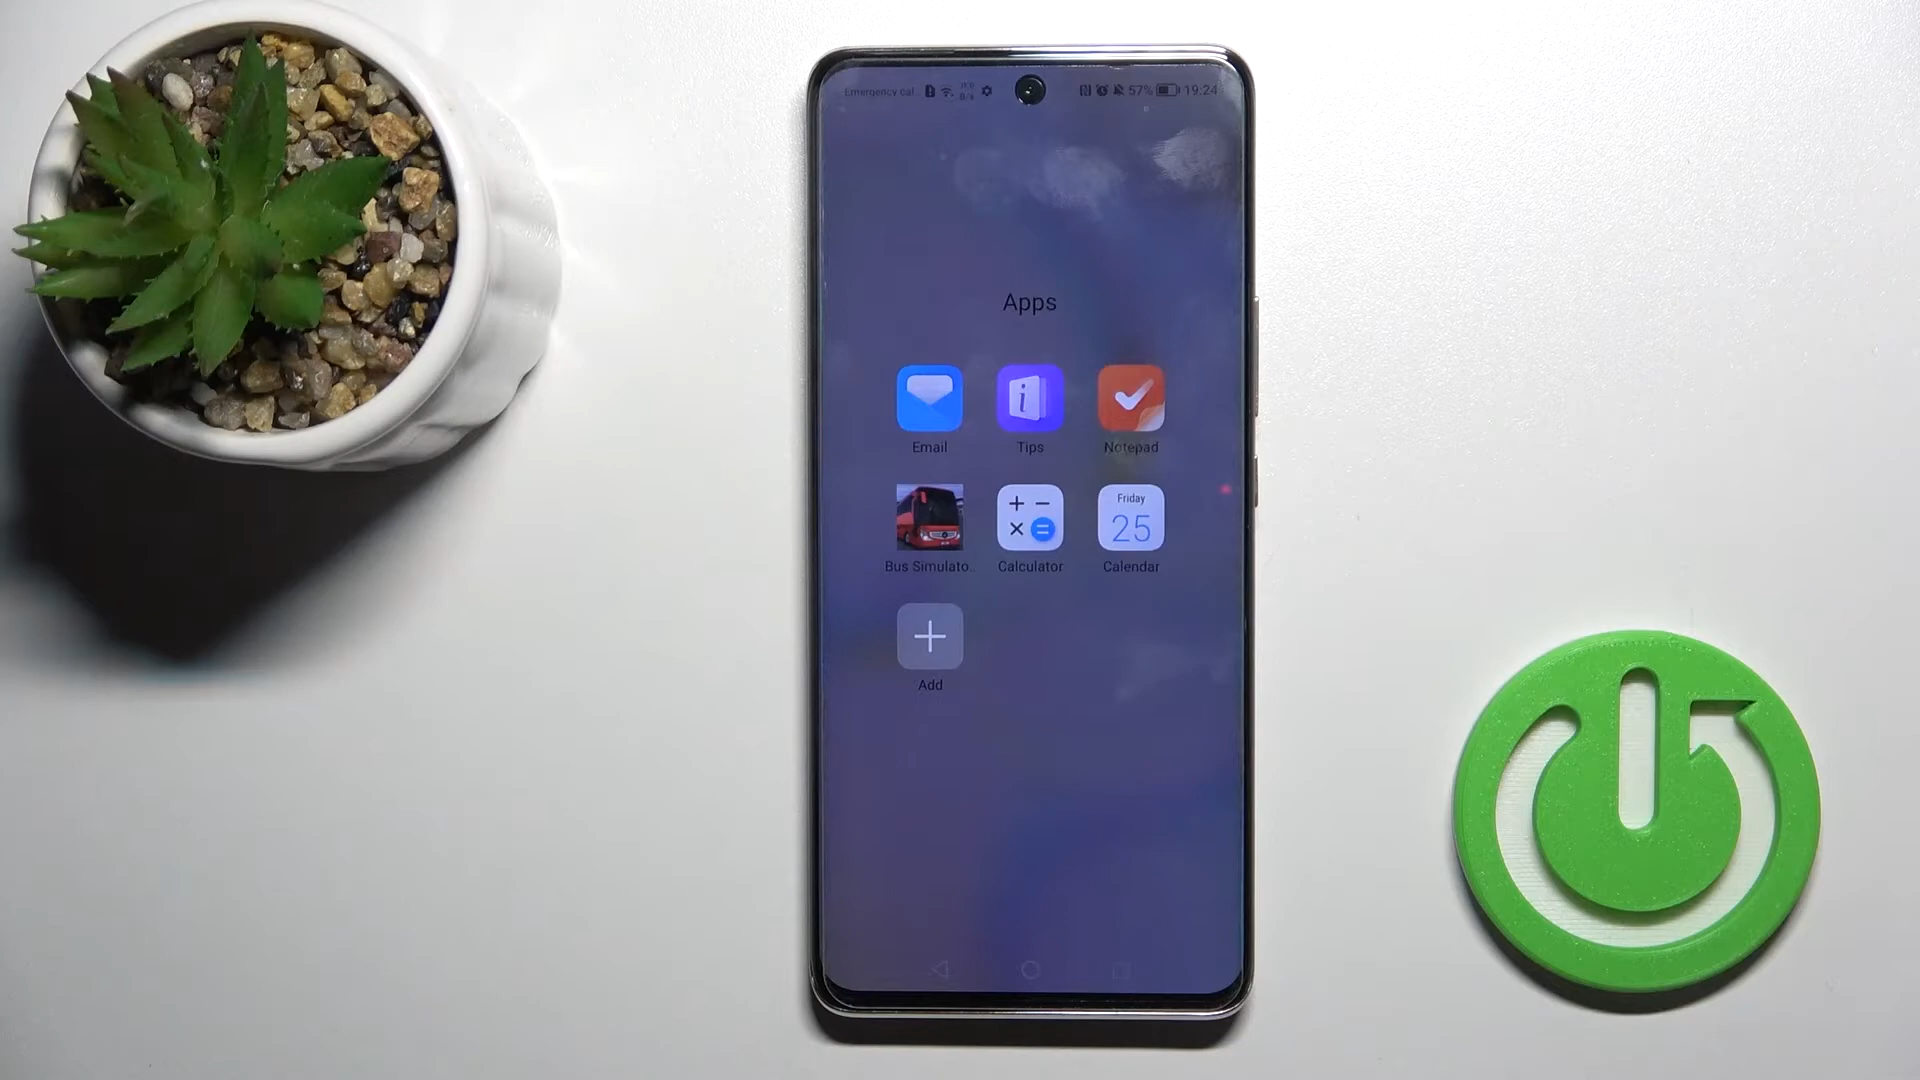 Emergency cal 57% 19:24
Apps
Email Tips Notepad
Friday
25
Bus Simulato.. Calculator Calendar
Add